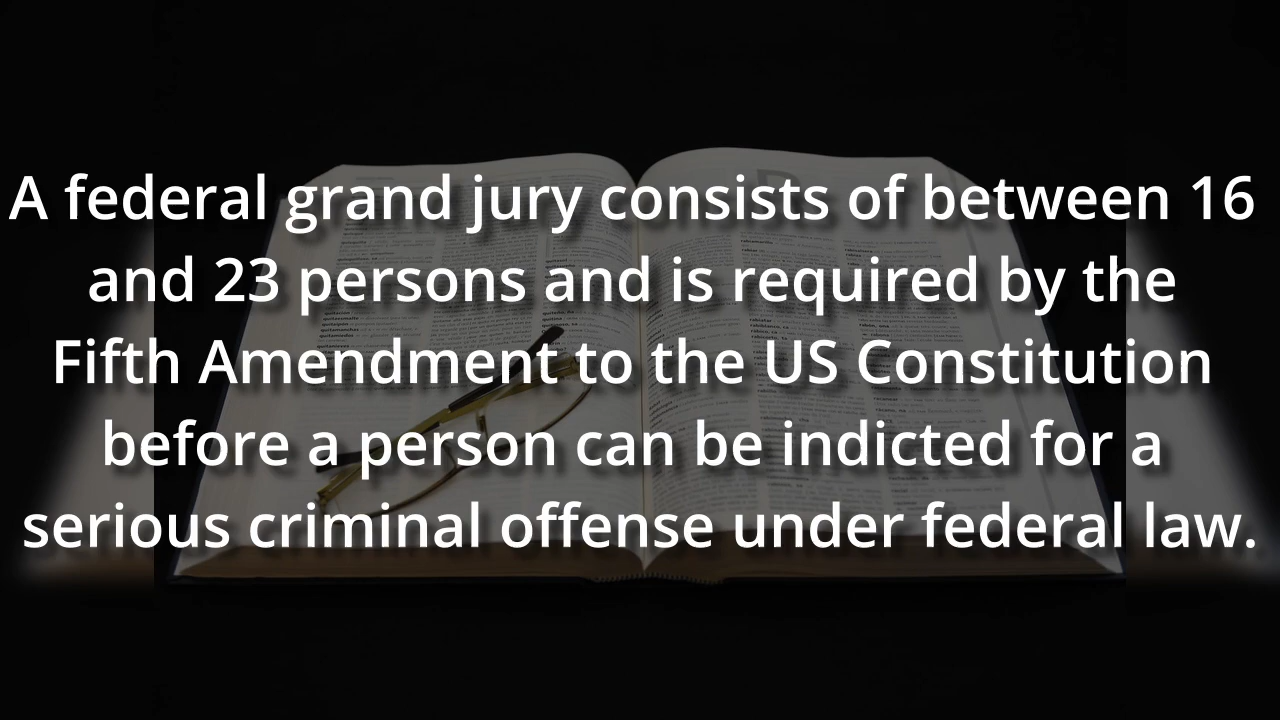 A federal grand jury consists of between 16
and 23 persons and is required by the
Fifth Amendment to the US Constitution
before a person can be indicted for a
serious criminal offense under federal law.